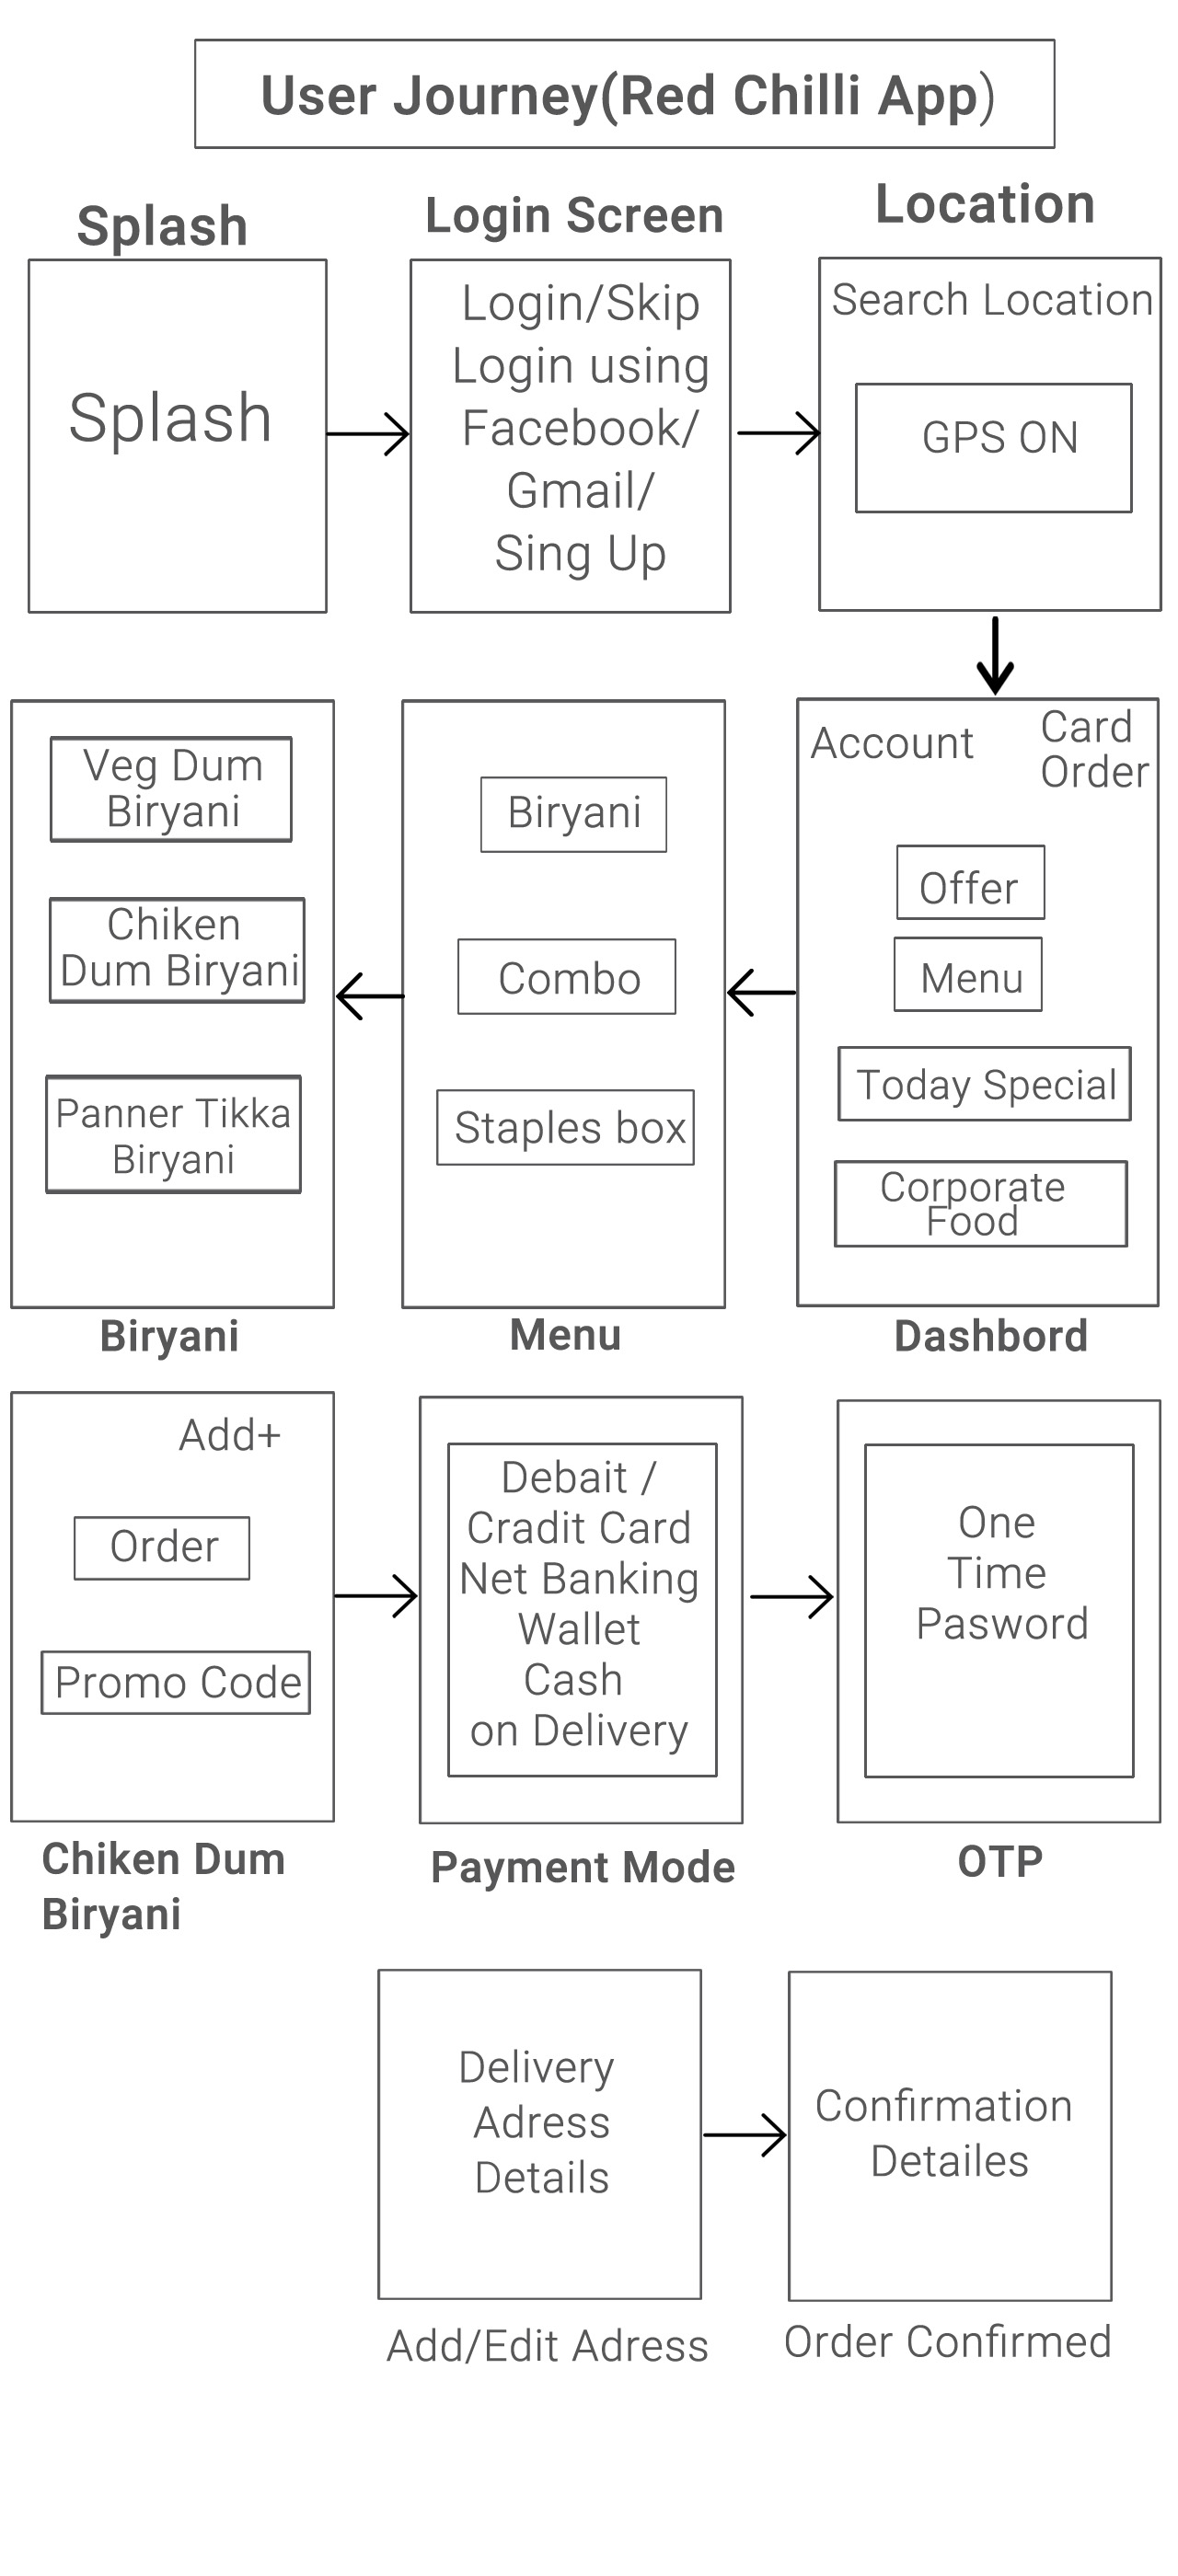 User Journey(Red Chilli App)
Splash
Login Screen
Location
Splash
Login/Skip
Login using
Facebook/
Gmail/
Sing Up
Search Location
GPS ON
Veg Dum
Biryani
Chiken
Dum Biryani
Panner Tikka
Biryani
Biryani
Biryani
Combo
Staples box
Menu
Account
Card
Order
Offer
Menu
Today Special
Corporate
Food
Dashbord
Add+
Order
Promo Code
Chiken Dum
Biryani
Debait /
Cradit Card
Net Banking
Wallet
Cash
on Delivery
Payment Mode
One
Time
Pasword
OTP
Delivery
Adress
Details
Add/Edit Adress
Confirmation
Detailes
Order Confirmed